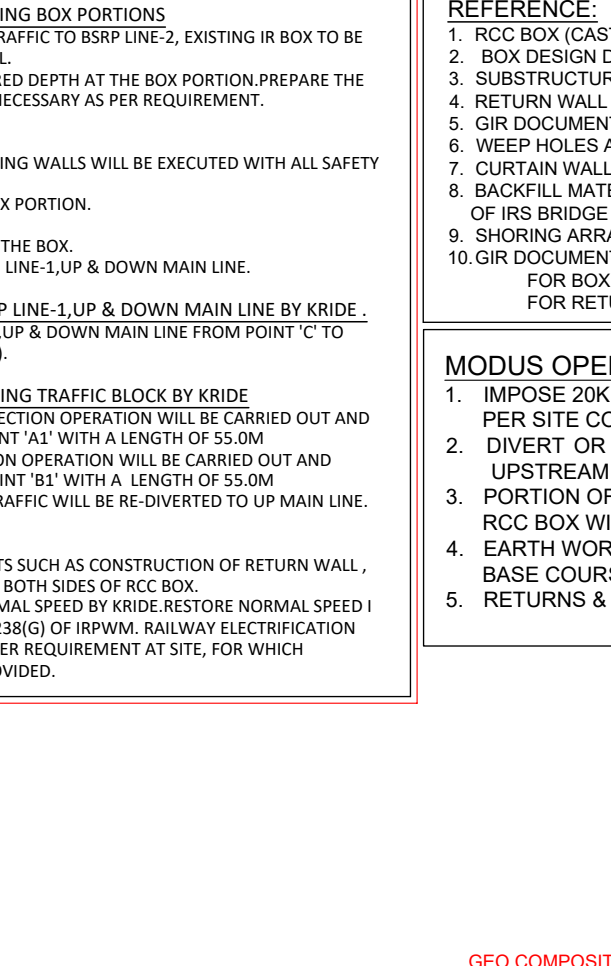 ING BOX PORTIONS
RAFFIC TO BSRP LINE-2, EXISTING IR BOX TO BE
L.
RED DEPTH AT THE BOX PORTION.PREPARE THE
NECESSARY AS PER REQUIREMENT.
ING WALLS WILL BE EXECUTED WITH ALL SAFETY
X PORTION.
THE BOX.
LINE-1,UP & DOWN MAIN LINE.
P LINE-1,UP & DOWN MAIN LINE BY KRIDE .
,UP & DOWN MAIN LINE FROM POINT 'C' TO
).
ING TRAFFIC BLOCK BY KRIDE
ECTION OPERATION WILL BE CARRIED OUT AND
NT 'A1' WITH A LENGTH OF 55.0M
ON OPERATION WILL BE CARRIED OUT AND
INT 'B1' WITH A LENGTH OF 55.0M
RAFFIC WILL BE RE-DIVERTED TO UP MAIN LINE.
TS SUCH AS CONSTRUCTION OF RETURN WALL ,
BOTH SIDES OF RCC BOX.
MAL SPEED BY KRIDE.RESTORE NORMAL SPEED I
238(G) OF IRPWM. RAILWAY ELECTRIFICATION
ER REQUIREMENT AT SITE, FOR WHICH
OVIDED.
REFERENCE:
1. RCC BOX (CAST
2. BOX DESIGN D
3. SUBSTRUCTUR
4. RETURN WALL
5. GIR DOCUMENT
6. WEEP HOLES A
7. CURTAIN WALL
8. BACKFILL MATE
OF IRS BRIDGE
9. SHORING ARRA
10. GIR DOCUMENT
FOR BOX
FOR RETU
MODUS OPE
1. IMPOSE 20K
PER SITE CO
2. DIVERT OR
UPSTREAM
3. PORTION OF
RCC BOX WI
4. EARTH WOR
BASE COURS
5. RETURNS &
GEO COMPOSIT